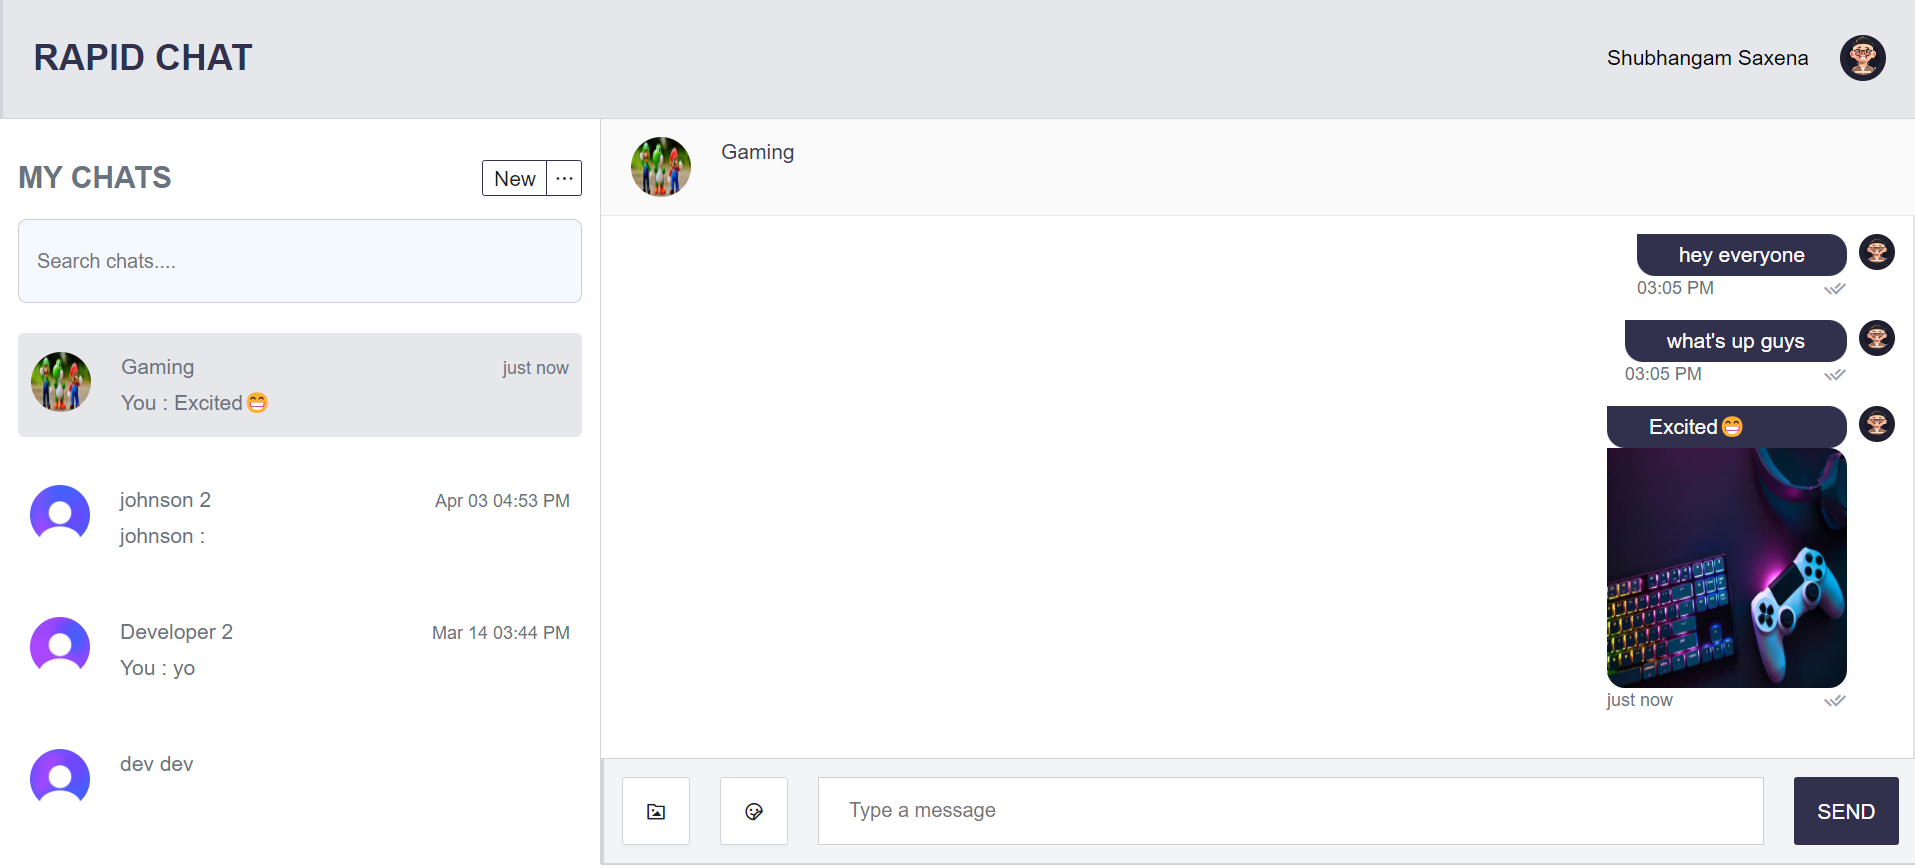 RAPID CHAT
Shubhangam Saxena
MY CHATS
New
Search chats....
Gaming
just now
You : Excited😁
johnson 2
Apr 03 04:53 PM
johnson :
Developer 2
Mar 14 03:44 PM
You : yo
dev dev
Gaming
hey everyone
03:05 PM
what's up guys
03:05 PM
Excited😁
just now
Type a message
SEND